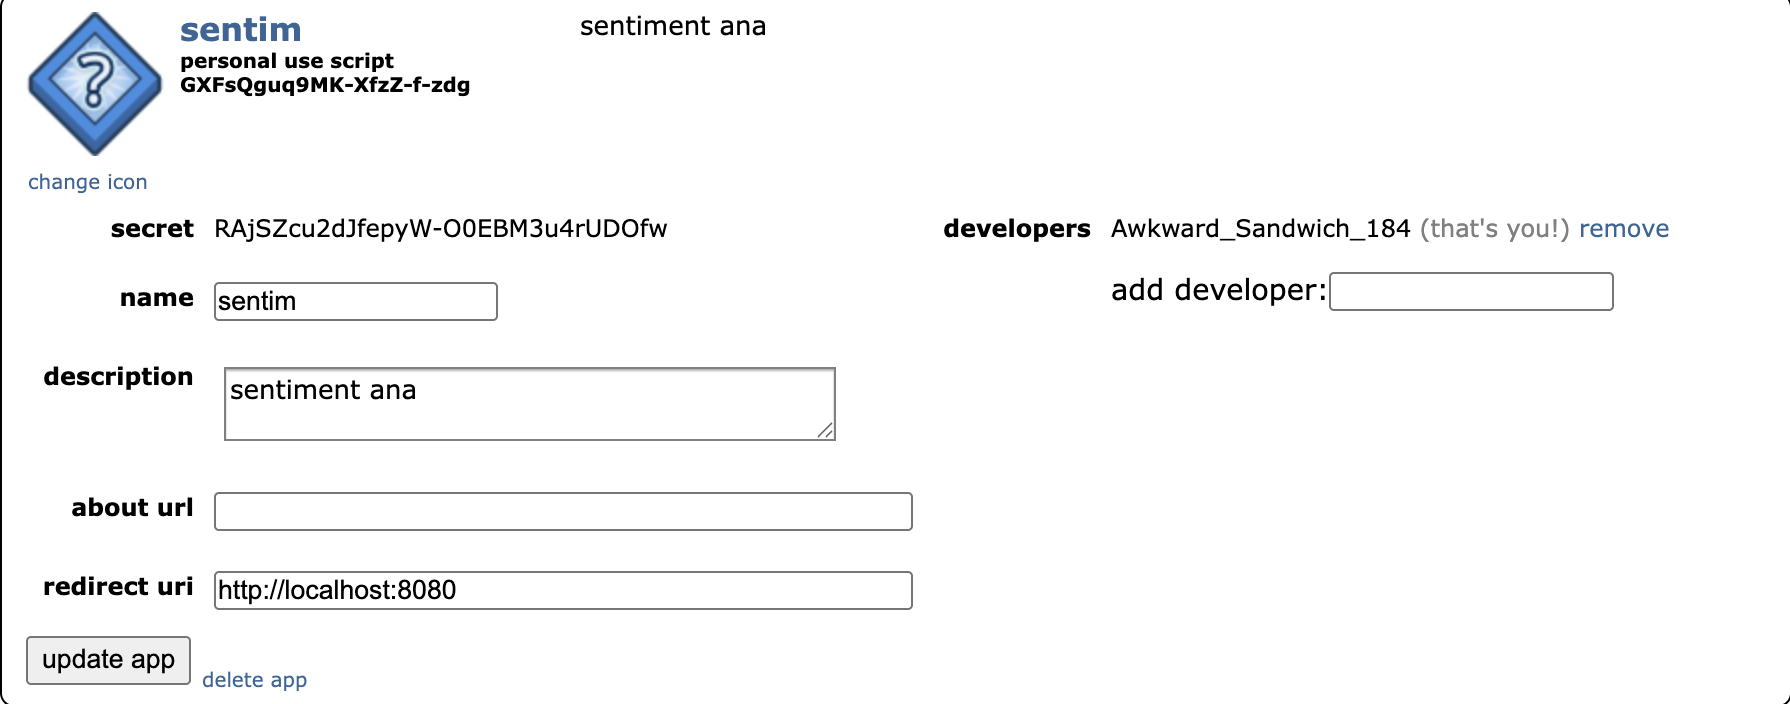 sentim
sentiment ana
personal use script
GXFsQguq9MK-XfzZ-f-zdg
change icon
secret RAjSZcu2dJfepyW-O0EBM3u4rUDOfw
developers Awkward_Sandwich_184 (that's you!) remove
name sentim
add developer:
description sentiment ana
about url
redirect uri http://localhost:8080
update app delete app